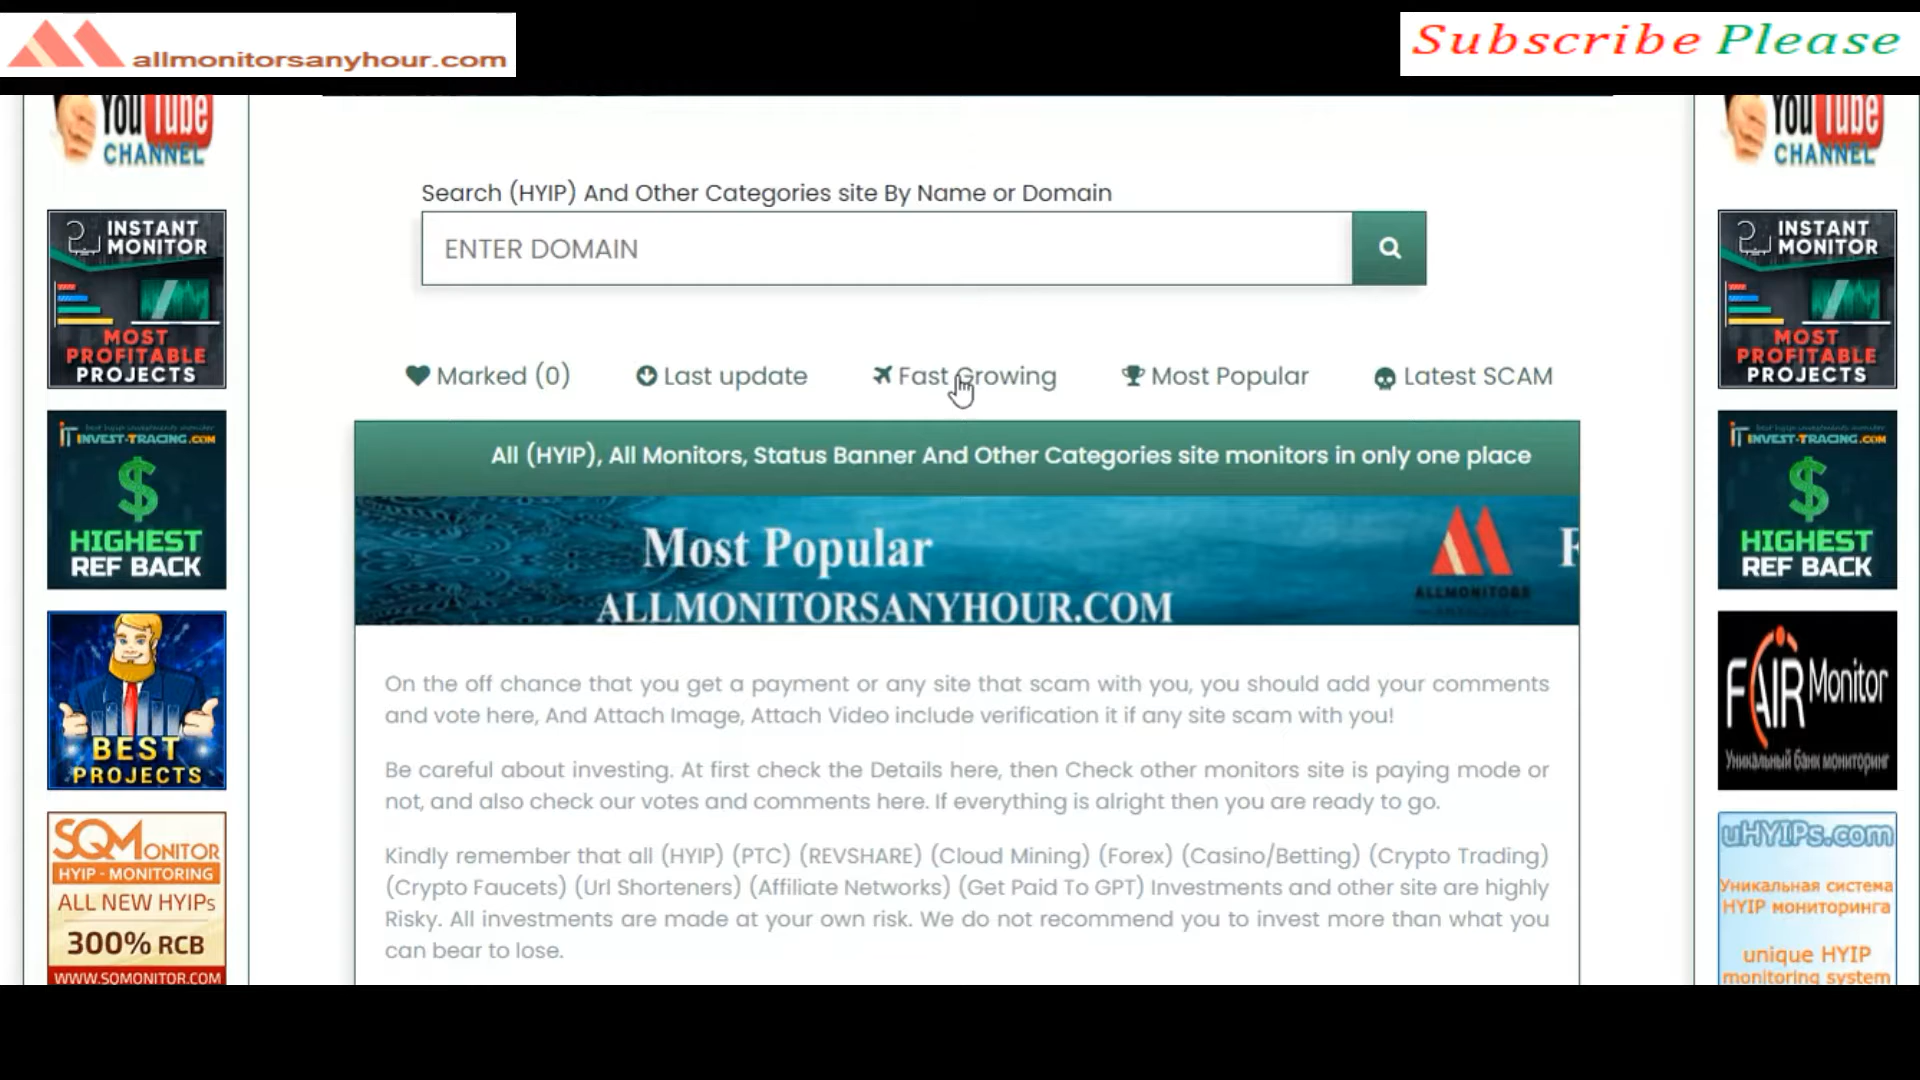 allmonitorsanyhour.com
Subscribe Please
YouTube
CHANNEL
INSTANT
MONITOR
MOST
PROFITABLE
PROJECTS
best hyip investments monitor
INVEST-TRACING.COM
$
HIGHEST
REF BACK
BEST
PROJECTS
SQMONITOR
HYIP - MONITORING
ALL NEW HYIPs
300% RCB
WWW.SQMONITOR.COM
Search (HYIP) And Other Categories site By Name or Domain
ENTER DOMAIN
Marked (0)
Last update
Fast Growing
Most Popular
Latest SCAM
All (HYIP), All Monitors, Status Banner And Other Categories site monitors in only one place
Most Popular
ALLMONITORSANYHOUR.COM
ALLMONITORS
F
On the off chance that you get a payment or any site that scam with you, you should add your comments
and vote here, And Attach Image, Attach Video include verification it if any site scam with you!
Be careful about investing. At first check the Details here, then Check other monitors site is paying mode or
not, and also check our votes and comments here. If everything is alright then you are ready to go.
Kindly remember that all (HYIP) (PTC) (REVSHARE) (Cloud Mining) (Forex) (Casino/Betting) (Crypto Trading)
(Crypto Faucets) (Url Shorteners) (Affiliate Networks) (Get Paid To GPT) Investments and other site are highly
Risky. All investments are made at your own risk. We do not recommend you to invest more than what you
can bear to lose.
YouTube
CHANNEL
INSTANT
MONITOR
MOST
PROFITABLE
PROJECTS
best hyip investments monitor
INVEST-TRACING.COM
$
HIGHEST
REF BACK
FAIR Monitor
Уникальный банк мониторинг
uHYIPs.com
Уникальная система
HYIP мониторинга
unique HYIP
monitoring system